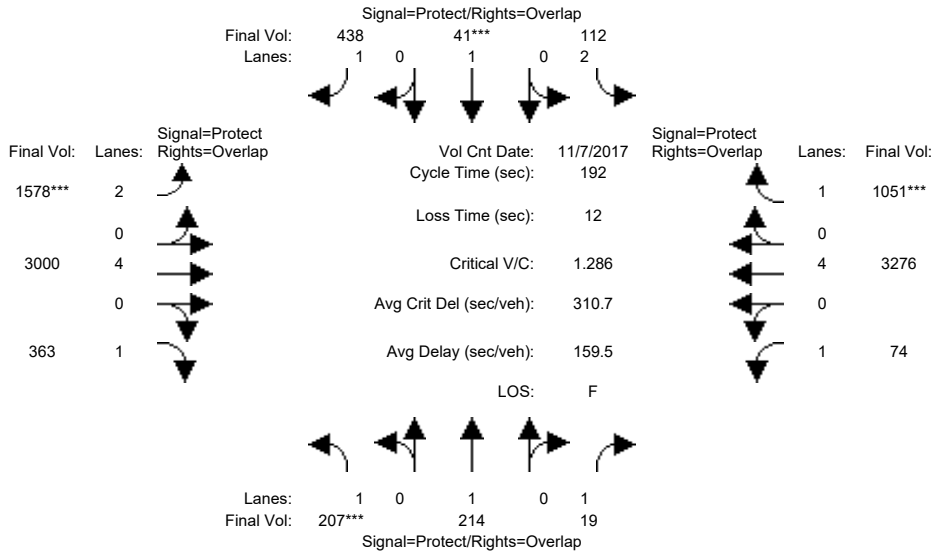 Signal=Protect/Rights=Overlap
Final Vol: 438 41*** 112
Lanes: 1 0 1 0 2
Signal=Protect Signal=Protect
Final Vol: Lanes: Rights=Overlap Vol Cnt Date: 11/7/2017 Rights=Overlap Lanes: Final Vol:
Cycle Time (sec): 192
1578*** 2 1 1051***
Loss Time (sec): 12
0 0
3000 4 Critical V/C: 1.286 4 3276
0 Avg Crit Del (sec/veh): 310.7 0
363 1 Avg Delay (sec/veh): 159.5 1 74
LOS: F
Lanes: 1 0 1 0 1
Final Vol: 207*** 214 19
Signal=Protect/Rights=Overlap